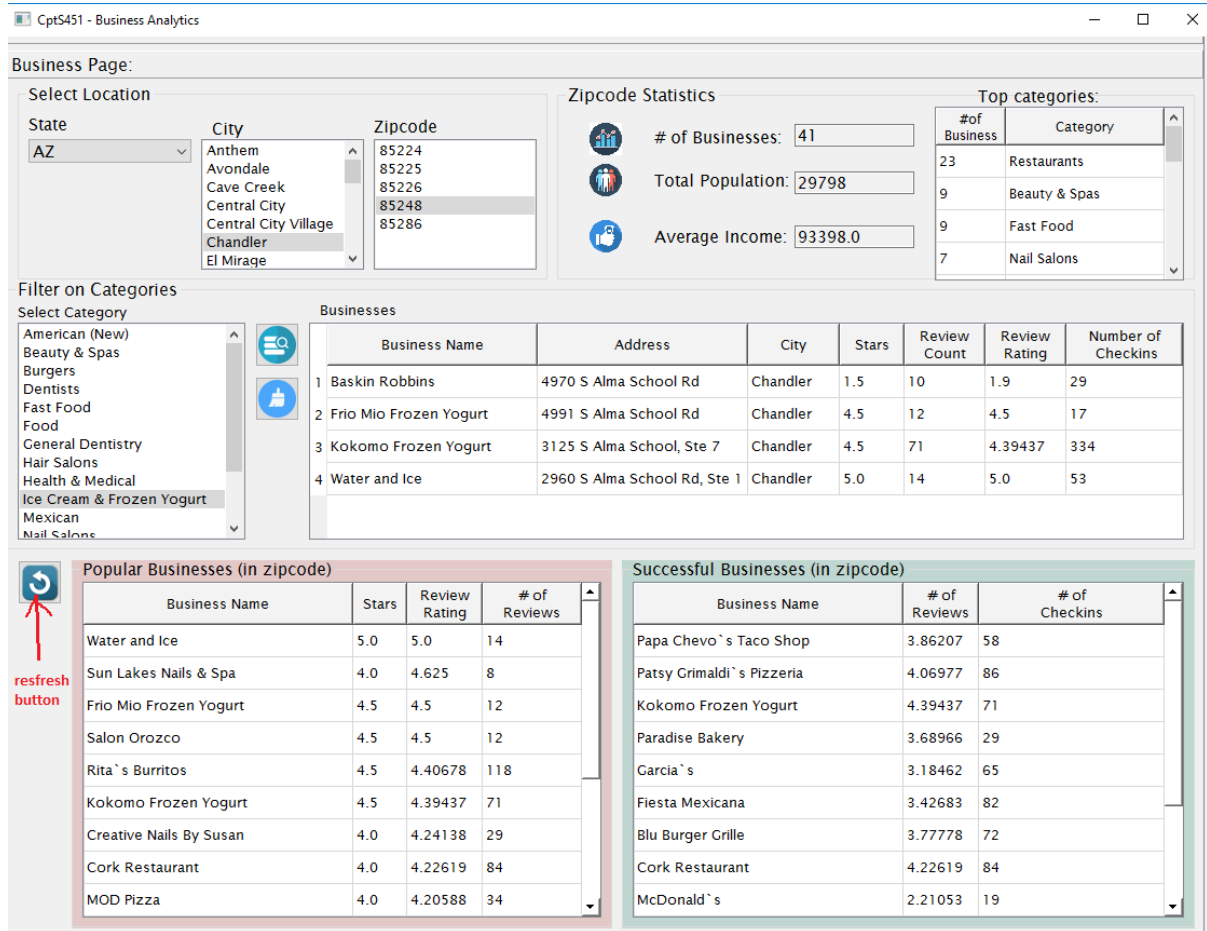 CptS451 - Business Analytics
Business Page:
Select Location
State
AZ
City
Anthem
Avondale
Cave Creek
Central City
Central City Village
Chandler
El Mirage
Zipcode
85224
85225
85226
85248
85286
Zipcode Statistics
# of Businesses: 41
Total Population: 29798
Average Income: 93398.0
Top categories:
#of Business Category
23 Restaurants
9 Beauty & Spas
9 Fast Food
7 Nail Salons
Filter on Categories
Select Category
American (New)
Beauty & Spas
Burgers
Dentists
Fast Food
Food
General Dentistry
Hair Salons
Health & Medical
Ice Cream & Frozen Yogurt
Mexican
Nail Salons
Businesses
Business Name Address City Stars Review Count Review Rating Number of Checkins
1 Baskin Robbins 4970 S Alma School Rd Chandler 1.5 10 1.9 29
2 Frio Mio Frozen Yogurt 4991 S Alma School Rd Chandler 4.5 12 4.5 17
3 Kokomo Frozen Yogurt 3125 S Alma School, Ste 7 Chandler 4.5 71 4.39437 334
4 Water and Ice 2960 S Alma School Rd, Ste 1 Chandler 5.0 14 5.0 53
resfresh
button
Popular Businesses (in zipcode)
Business Name Stars Review Rating # of Reviews
Water and Ice 5.0 5.0 14
Sun Lakes Nails & Spa 4.0 4.625 8
Frio Mio Frozen Yogurt 4.5 4.5 12
Salon Orozco 4.5 4.5 12
Rita`s Burritos 4.5 4.40678 118
Kokomo Frozen Yogurt 4.5 4.39437 71
Creative Nails By Susan 4.0 4.24138 29
Cork Restaurant 4.0 4.22619 84
MOD Pizza 4.0 4.20588 34
Successful Businesses (in zipcode)
Business Name # of Reviews # of Checkins
Papa Chevo`s Taco Shop 3.86207 58
Patsy Grimaldi`s Pizzeria 4.06977 86
Kokomo Frozen Yogurt 4.39437 71
Paradise Bakery 3.68966 29
Garcia`s 3.18462 65
Fiesta Mexicana 3.42683 82
Blu Burger Grille 3.77778 72
Cork Restaurant 4.22619 84
McDonald`s 2.21053 19